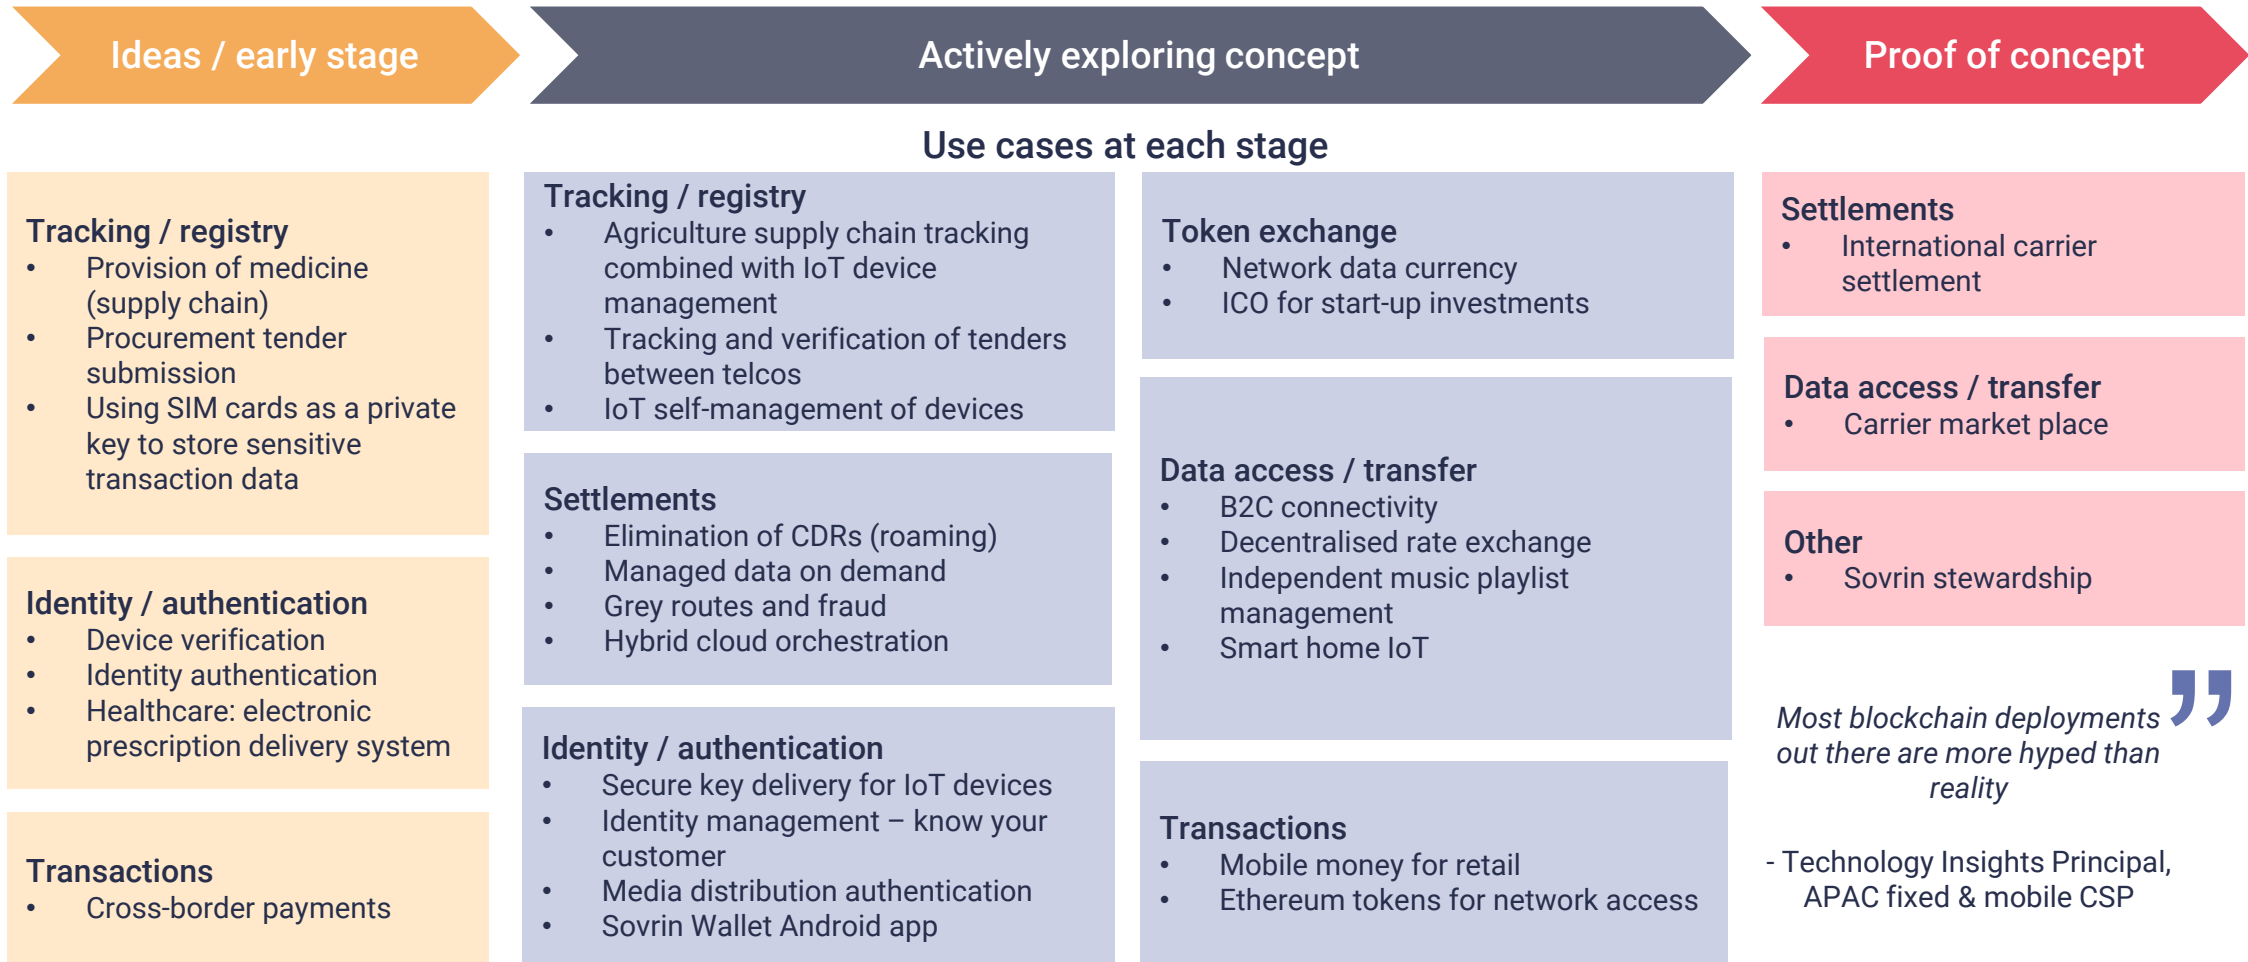 Ideas / early stage
Actively exploring concept
Proof of concept
Use cases at each stage
Tracking / registry
• Provision of medicine
(supply chain)
• Procurement tender
submission
• Using SIM cards as a private
key to store sensitive
transaction data
Identity / authentication
• Device verification
• Identity authentication
• Healthcare: electronic
prescription delivery system
Transactions
• Cross-border payments
Tracking / registry
• Agriculture supply chain tracking
combined with IoT device
management
• Tracking and verification of tenders
between telcos
• IoT self-management of devices
Settlements
• Elimination of CDRs (roaming)
• Managed data on demand
• Grey routes and fraud
• Hybrid cloud orchestration
Identity / authentication
• Secure key delivery for IoT devices
• Identity management – know your
customer
• Media distribution authentication
• Sovrin Wallet Android app
Token exchange
• Network data currency
• ICO for start-up investments
Data access / transfer
• B2C connectivity
• Decentralised rate exchange
• Independent music playlist
management
• Smart home IoT
Transactions
• Mobile money for retail
• Ethereum tokens for network access
Settlements
• International carrier
settlement
Data access / transfer
• Carrier market place
Other
• Sovrin stewardship
Most blockchain deployments ”
out there are more hyped than
reality
- Technology Insights Principal,
APAC fixed & mobile CSP